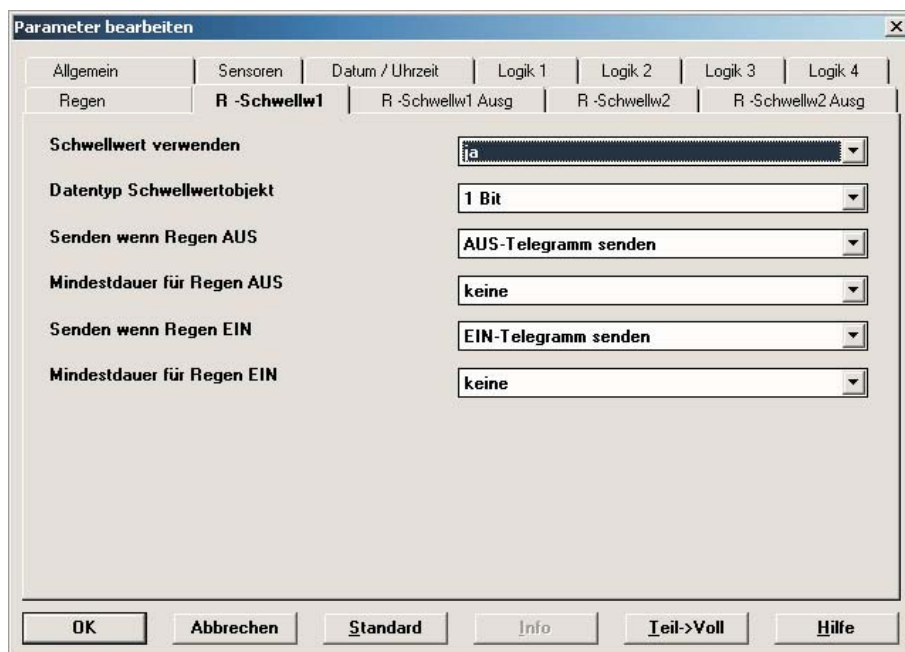 Parameter bearbeiten
Allgemein Sensoren Datum / Uhrzeit Logik 1 Logik 2 Logik 3 Logik 4
Regen R -Schwellw1 R -Schwellw1 Ausg R -Schwellw2 R -Schwellw2 Ausg
Schwellwert verwenden ja
Datentyp Schwellwertobjekt 1 Bit
Senden wenn Regen AUS AUS-Telegramm senden
Mindestdauer für Regen AUS keine
Senden wenn Regen EIN EIN-Telegramm senden
Mindestdauer für Regen EIN keine
OK Abbrechen Standard Info Teil->Voll Hilfe